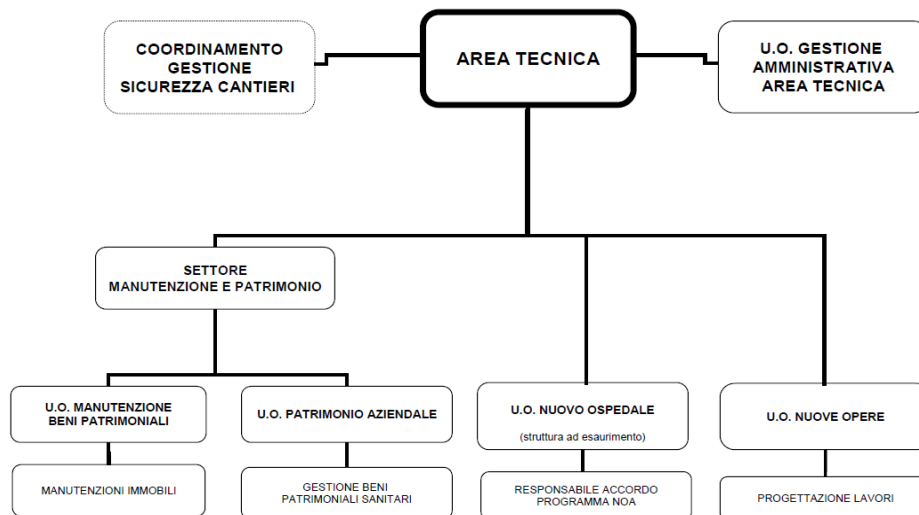 COORDINAMENTO
GESTIONE
SICUREZZA CANTIERI
AREA TECNICA
U.O. GESTIONE
AMMINISTRATIVA
AREA TECNICA
SETTORE
MANUTENZIONE E PATRIMONIO
U.O. MANUTENZIONE
BENI PATRIMONIALI
U.O. PATRIMONIO AZIENDALE
U.O. NUOVO OSPEDALE
(struttura ad esaurimento)
U.O. NUOVE OPERE
MANUTENZIONI IMMOBILI
GESTIONE BENI
PATRIMONIALI SANITARI
RESPONSABILE ACCORDO
PROGRAMMA NOA
PROGETTAZIONE LAVORI